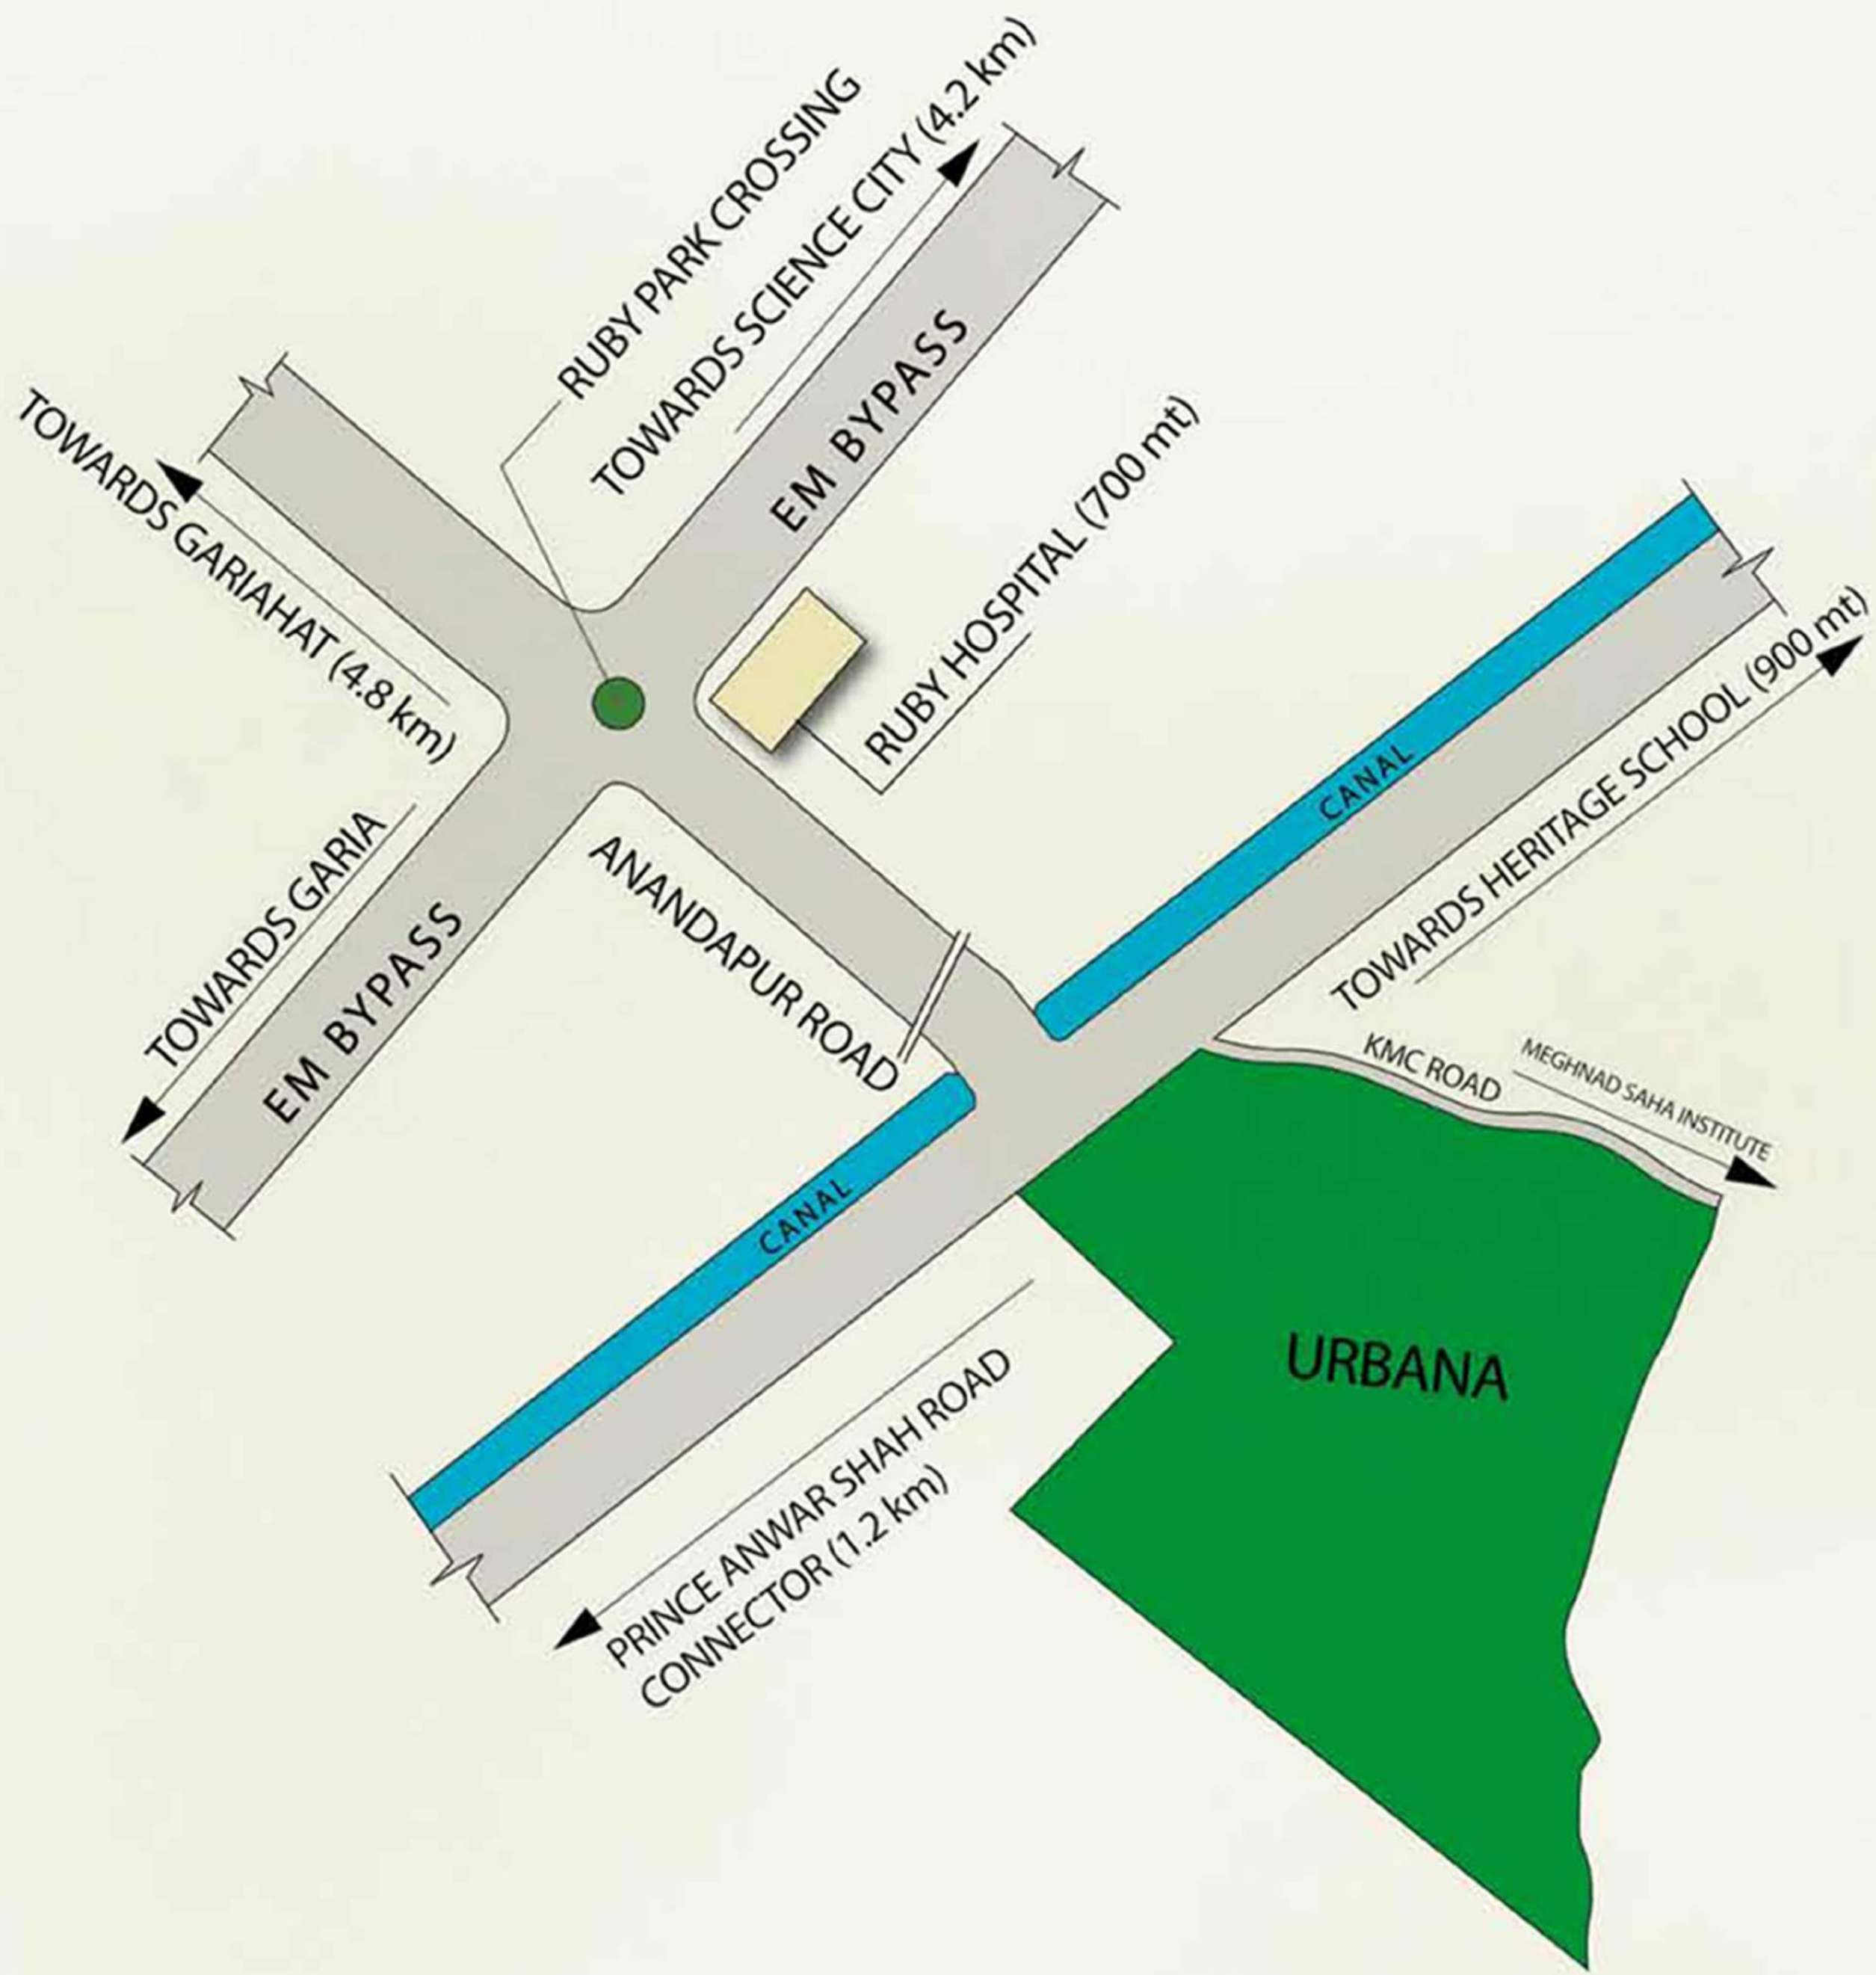 RUBY PARK CROSSING
TOWARDS SCIENCE CITY (4.2 km)
EM BYPASS
TOWARDS GARIAHAT (4.8 km)
RUBY HOSPITAL (700 mt)
TOWARDS GARIA
EM BYPASS
ANANDAPUR ROAD
CANAL
TOWARDS HERITAGE SCHOOL (900 mt)
KMC ROAD
MEGHNAD SAHA INSTITUTE
CANAL
URBANA
PRINCE ANWAR SHAH ROAD
CONNECTOR (1.2 km)